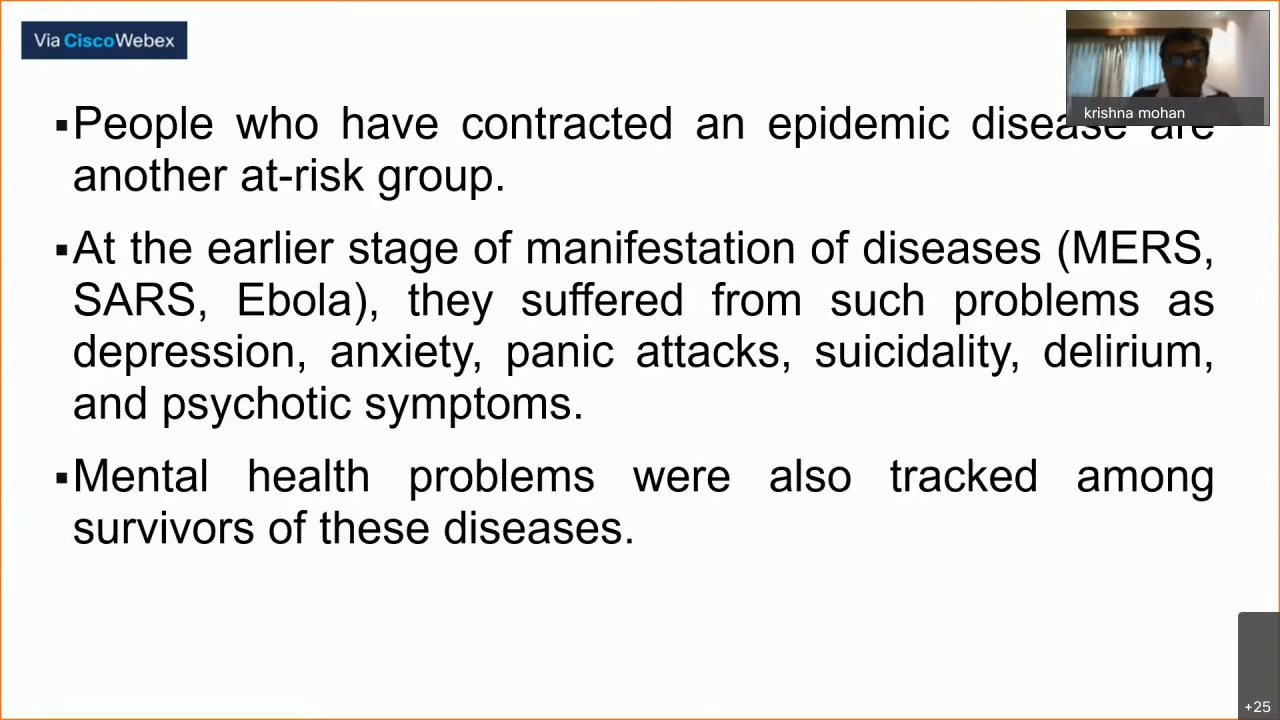 Via Cisco Webex
krishna mohan
▪People who have contracted an epidemic disease are
another at-risk group.
▪At the earlier stage of manifestation of diseases (MERS,
SARS, Ebola), they suffered from such problems as
depression, anxiety, panic attacks, suicidality, delirium,
and psychotic symptoms.
▪Mental health problems were also tracked among
survivors of these diseases.
+25